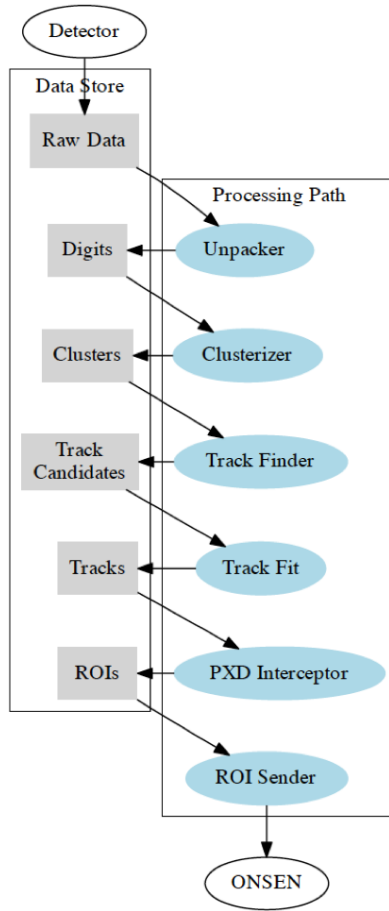 Detector
Data Store
Raw Data
Processing Path
Unpacker
Digits
Clusterizer
Clusters
Track Finder
Track
Candidates
Track Fit
Tracks
PXD Interceptor
ROIs
ROI Sender
ONSEN